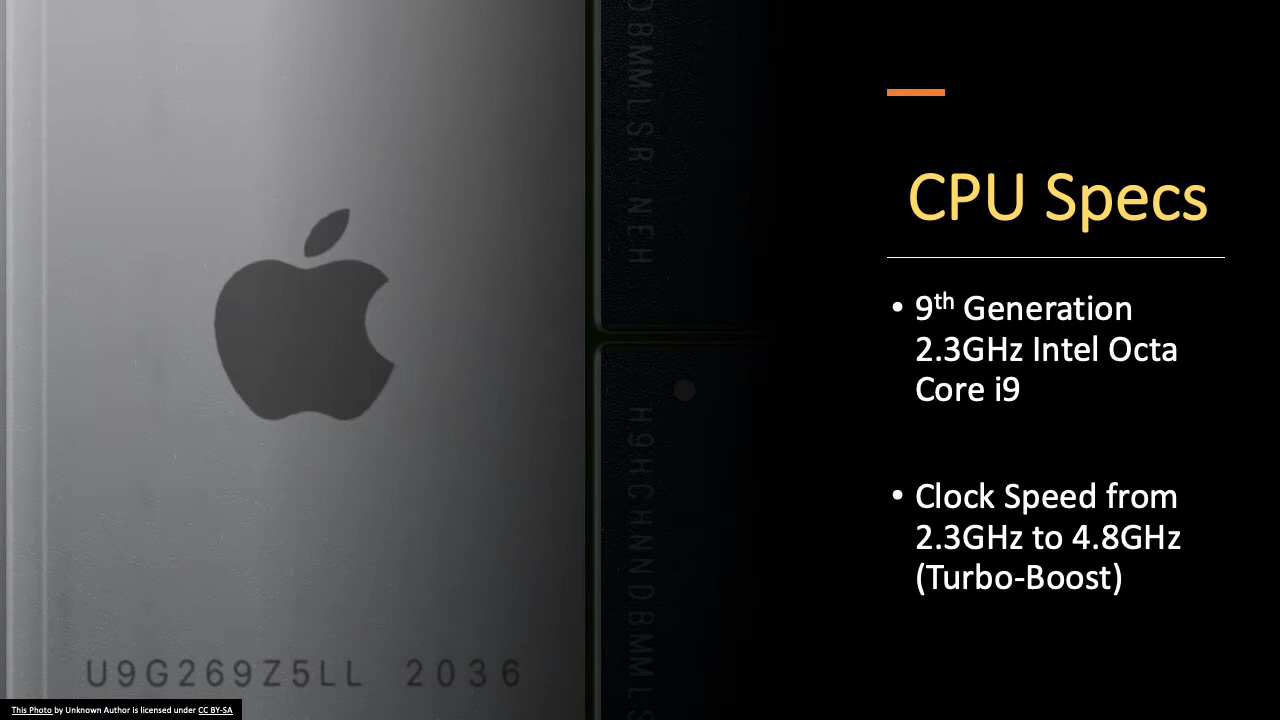 CPU Specs
• 9th Generation
2.3GHz Intel Octa
Core i9
• Clock Speed from
2.3GHz to 4.8GHz
(Turbo-Boost)
U9G269Z5LL 2036
DBMMLSR NEH
H9HCNNNDBMMLS
This Photo by Unknown Author is licensed under CC BY-SA